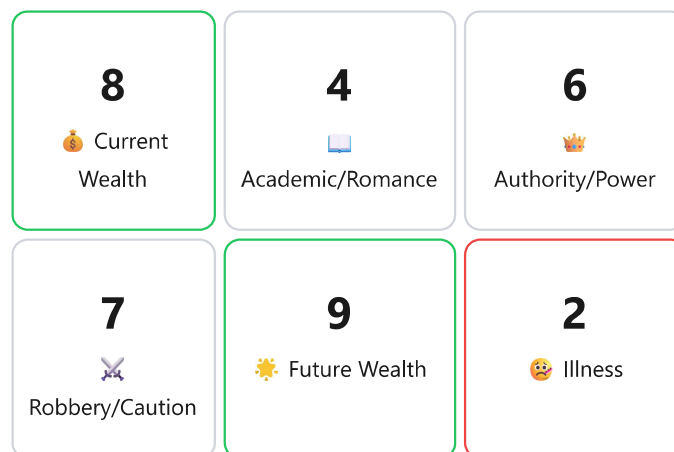 8
💰 Current
Wealth
4
📖
Academic/Romance
6
👑
Authority/Power
7
⚔️
Robbery/Caution
9
🌟 Future Wealth
2
🤒 Illness